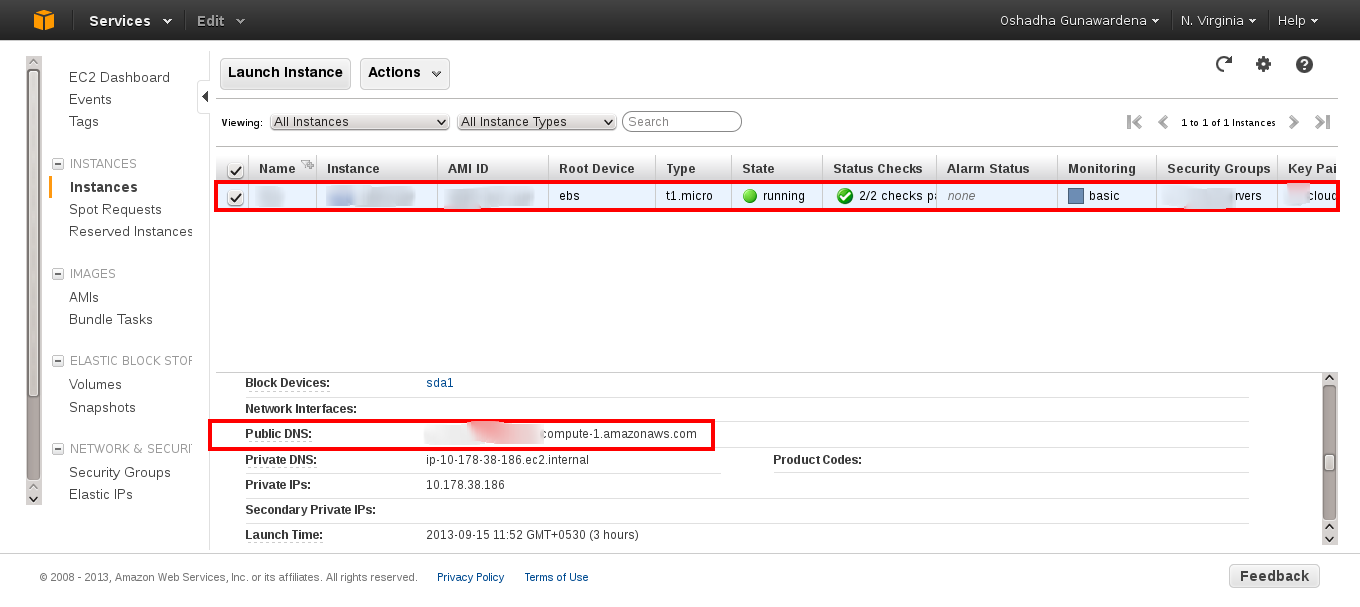 Services Edit Oshadha Gunawardena N. Virginia Help
EC2 Dashboard
Events
Tags
INSTANCES
Instances
Spot Requests
Reserved Instances
IMAGES
AMIs
Bundle Tasks
ELASTIC BLOCK STOR
Volumes
Snapshots
NETWORK & SECURI
Security Groups
Elastic IPs
Launch Instance Actions
Viewing: All Instances All Instance Types Search 1 to 1 of 1 Instances
Name Instance AMI ID Root Device Type State Status Checks Alarm Status Monitoring Security Groups Key Pai
ebs t1.micro running 2/2 checks pa none basic rvers cloud
Block Devices: sda1
Network Interfaces:
Public DNS: compute-1.amazonaws.com
Private DNS: ip-10-178-38-186.ec2.internal Product Codes:
Private IPs: 10.178.38.186
Secondary Private IPs:
Launch Time: 2013-09-15 11:52 GMT+0530 (3 hours)
© 2008 - 2013, Amazon Web Services, Inc. or its affiliates. All rights reserved. Privacy Policy Terms of Use Feedback